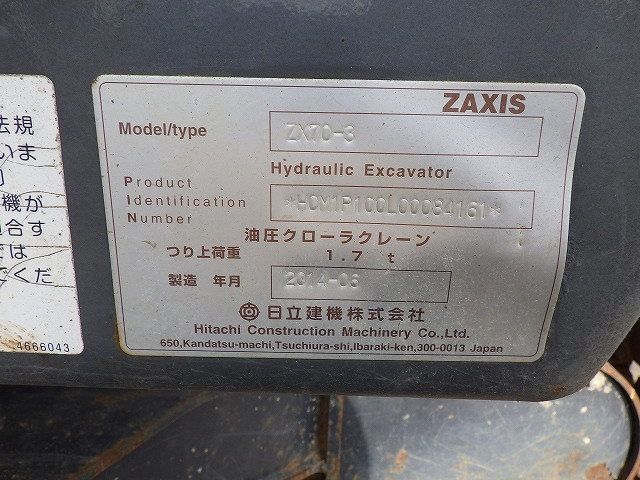 ZAXIS
Model/type ZX70-3
Hydraulic Excavator
Product Identification Number *HCM1P100L00084161*
油圧クローラクレーン
つり上荷重 1.7 t
製造 年月 2014-06
日立建機株式会社
Hitachi Construction Machinery Co.,Ltd.
650,Kandatsu-machi,Tsuchiura-shi,Ibaraki-ken,300-0013 Japan
法規
いま
機が
合す
では
でくだ
4666043